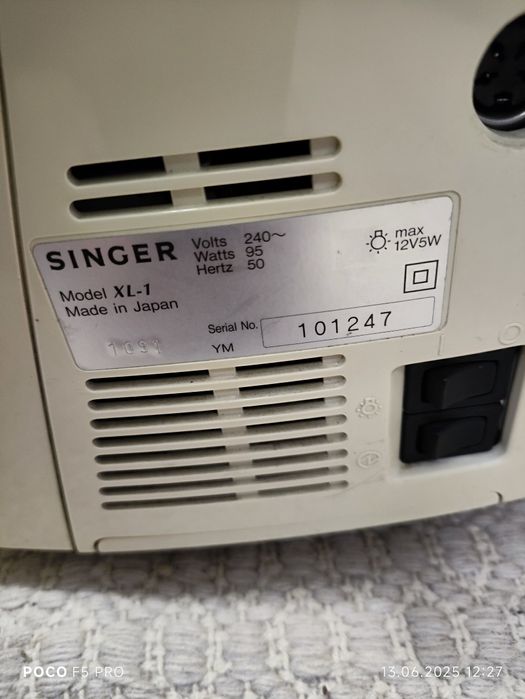 SINGER
Volts 240~
Watts 95
Hertz 50
max
12V5W
Model XL-1
Made in Japan
Serial No. 101247
YM
POCO F5 PRO
13.06.2025 12:27